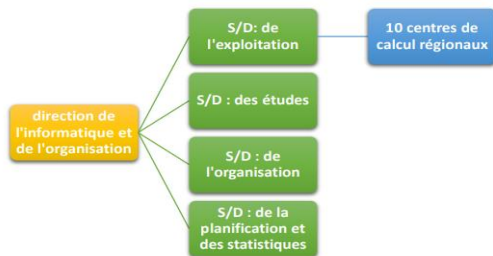 direction de
l'informatique et
de l'organisation
S/D: de
l'exploitation
10 centres de
calcul régionaux
S/D : des études
S/D : de
l'organisation
S/D : de la
planification et
des statistiques